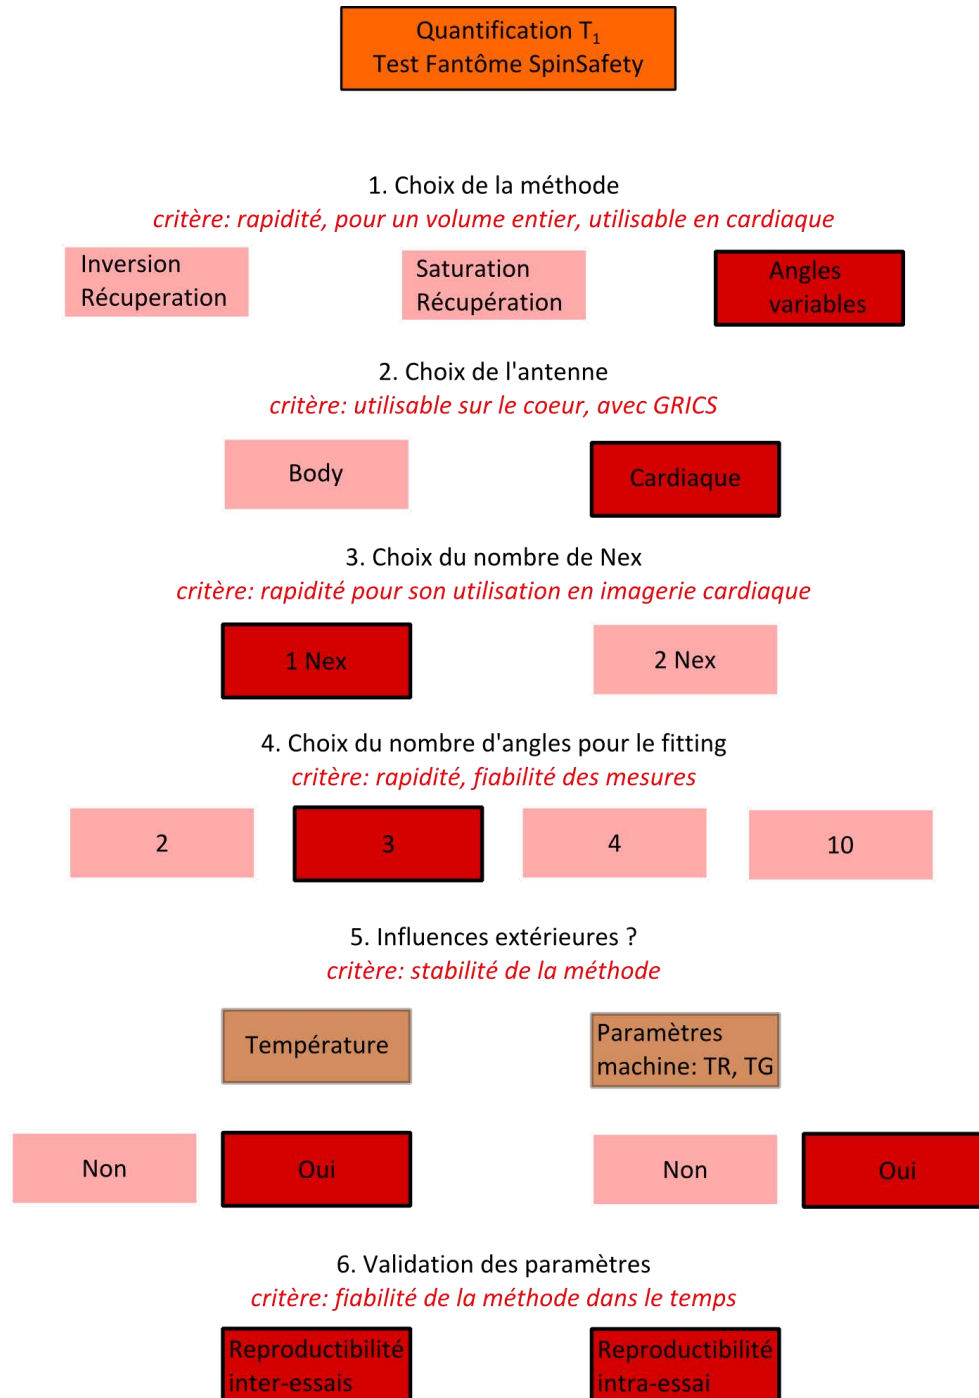 Quantification T₁
Test Fantôme SpinSafety
1. Choix de la méthode
critère: rapidité, pour un volume entier, utilisable en cardiaque
Inversion
Récuperation
Saturation
Récupération
Angles
variables
2. Choix de l'antenne
critère: utilisable sur le coeur, avec GRICS
Body
Cardiaque
3. Choix du nombre de Nex
critère: rapidité pour son utilisation en imagerie cardiaque
1 Nex
2 Nex
4. Choix du nombre d'angles pour le fitting
critère: rapidité, fiabilité des mesures
2
3
4
10
5. Influences extérieures ?
critère: stabilité de la méthode
Température
Paramètres
machine: TR, TG
Non
Oui
Non
Oui
6. Validation des paramètres
critère: fiabilité de la méthode dans le temps
Reproductibilité
inter-essais
Reproductibilité
intra-essai